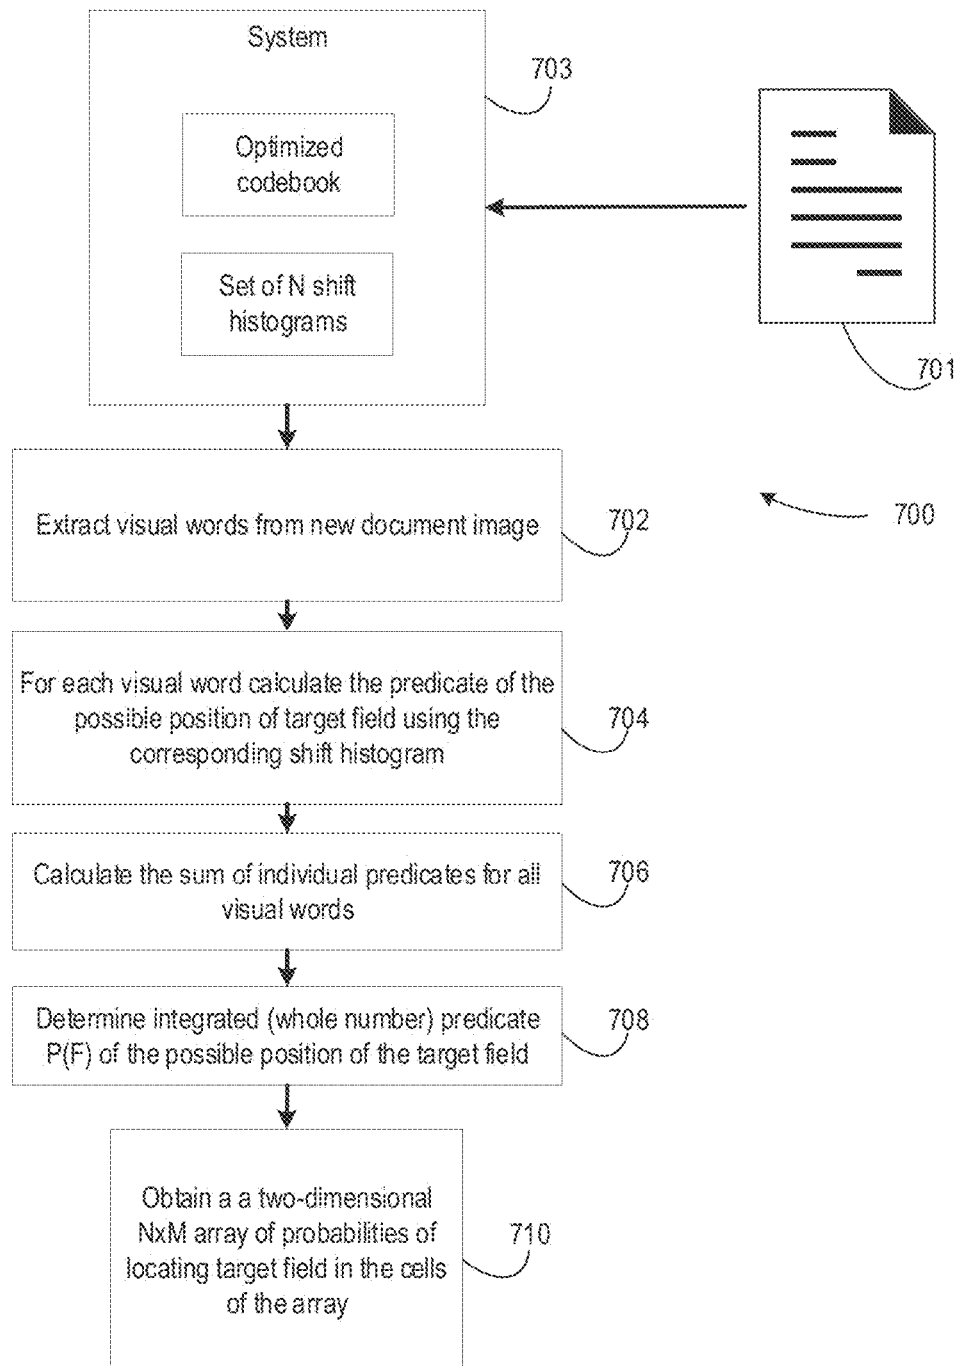 System
703
Optimized
codebook
Set of N shift
histograms
701
700
Extract visual words from new document image
702
For each visual word calculate the predicate of the
possible position of target field using the
corresponding shift histogram
704
Calculate the sum of individual predicates for all
visual words
706
Determine integrated (whole number) predicate
P(F) of the possible position of the target field
708
Obtain a a two-dimensional
NxM array of probabilities of
locating target field in the cells
of the array
710